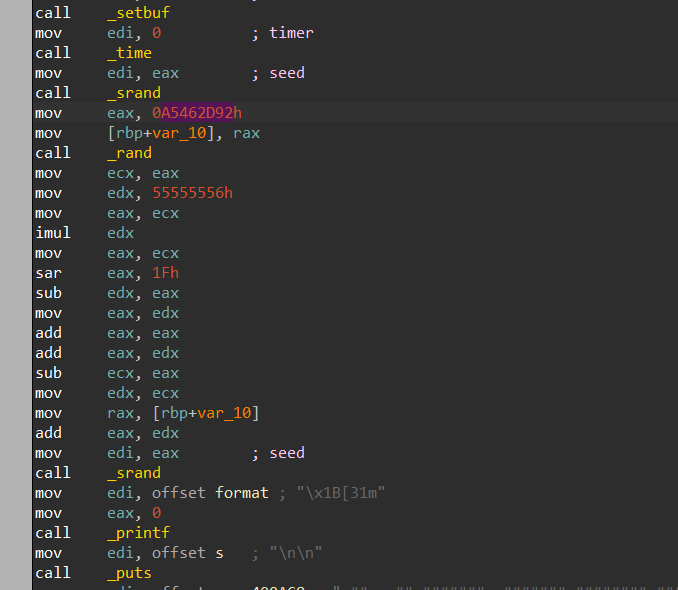 call _setbuf
mov edi, 0 ; timer
call _time
mov edi, eax ; seed
call _srand
mov eax, 0A5462D92h
mov [rbp+var_10], rax
call _rand
mov ecx, eax
mov edx, 55555556h
mov eax, ecx
imul edx
mov eax, ecx
sar eax, 1Fh
sub edx, eax
mov eax, edx
add eax, eax
add eax, edx
sub ecx, eax
mov edx, ecx
mov rax, [rbp+var_10]
add eax, edx
mov edi, eax ; seed
call _srand
mov edi, offset format ; "\x1B[31m"
mov eax, 0
call _printf
mov edi, offset s ; "\n\n"
call _puts